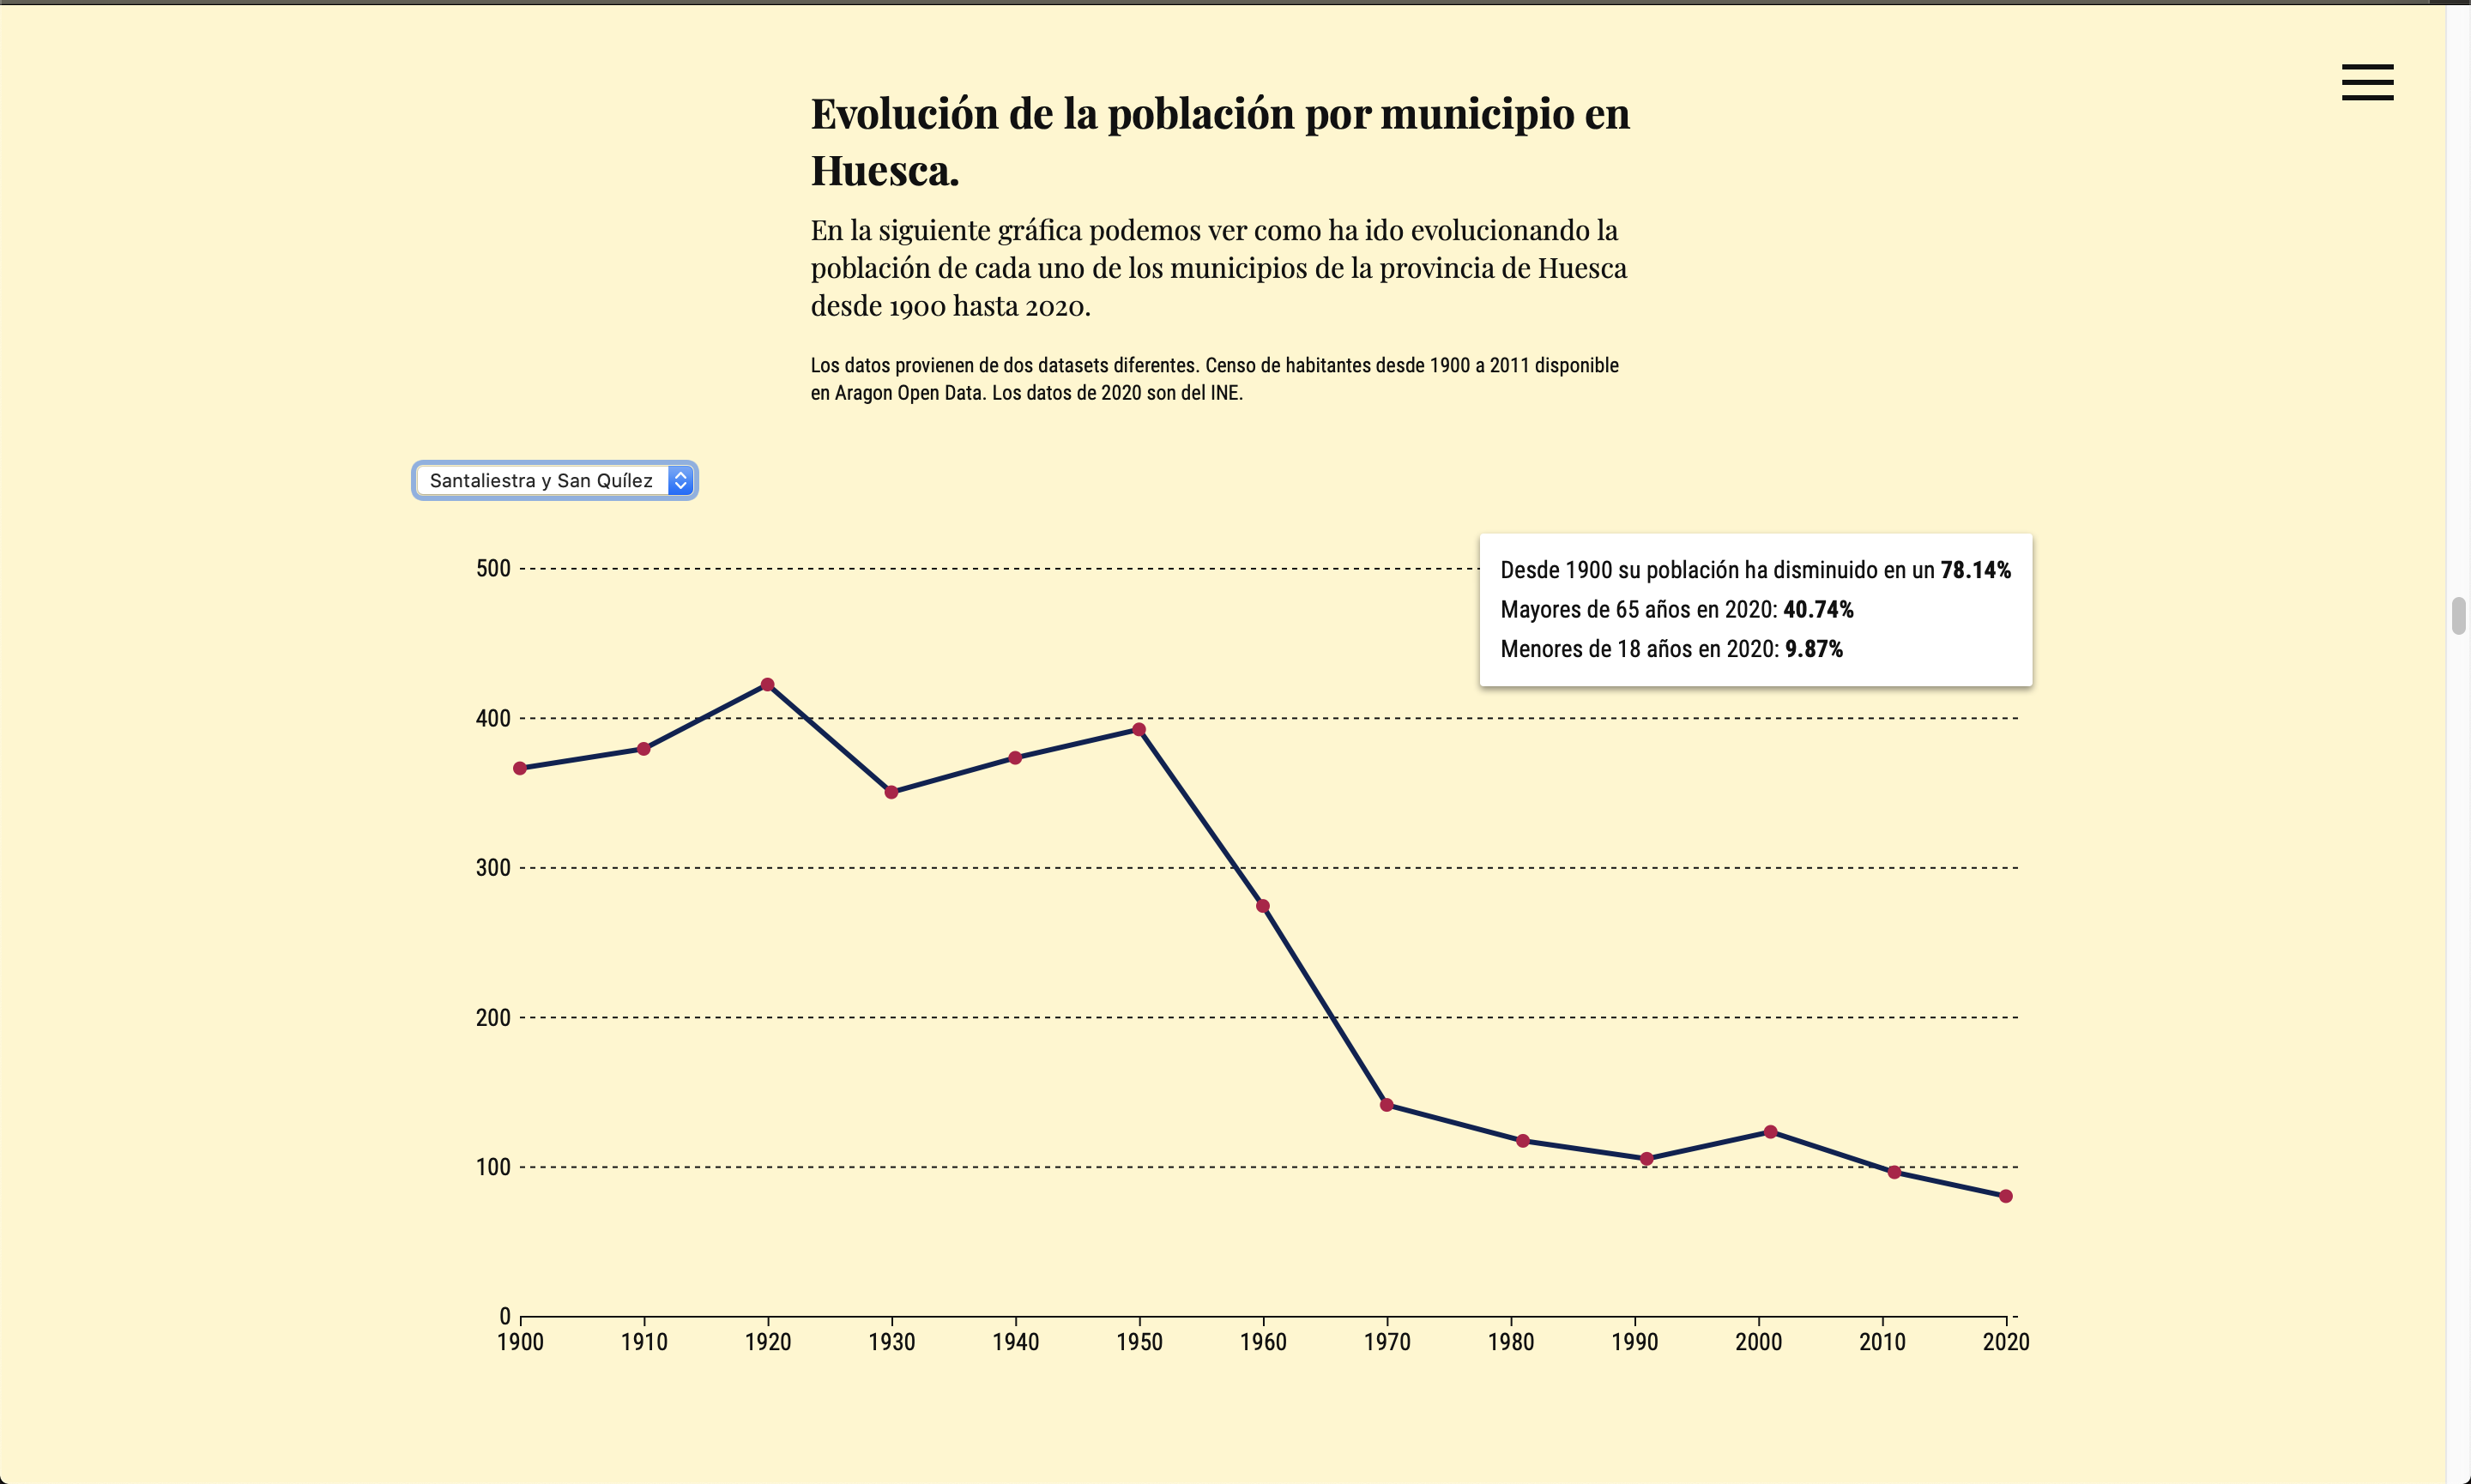 Evolución de la población por municipio en
Huesca.
En la siguiente gráfica podemos ver como ha ido evolucionando la
población de cada uno de los municipios de la provincia de Huesca
desde 1900 hasta 2020.
Los datos provienen de dos datasets diferentes. Censo de habitantes desde 1900 a 2011 disponible
en Aragon Open Data. Los datos de 2020 son del INE.
Santaliestra y San Quílez
Desde 1900 su población ha disminuido en un 78.14%
Mayores de 65 años en 2020: 40.74%
Menores de 18 años en 2020: 9.87%
500
400
300
200
100
0
1900 1910 1920 1930 1940 1950 1960 1970 1980 1990 2000 2010 2020